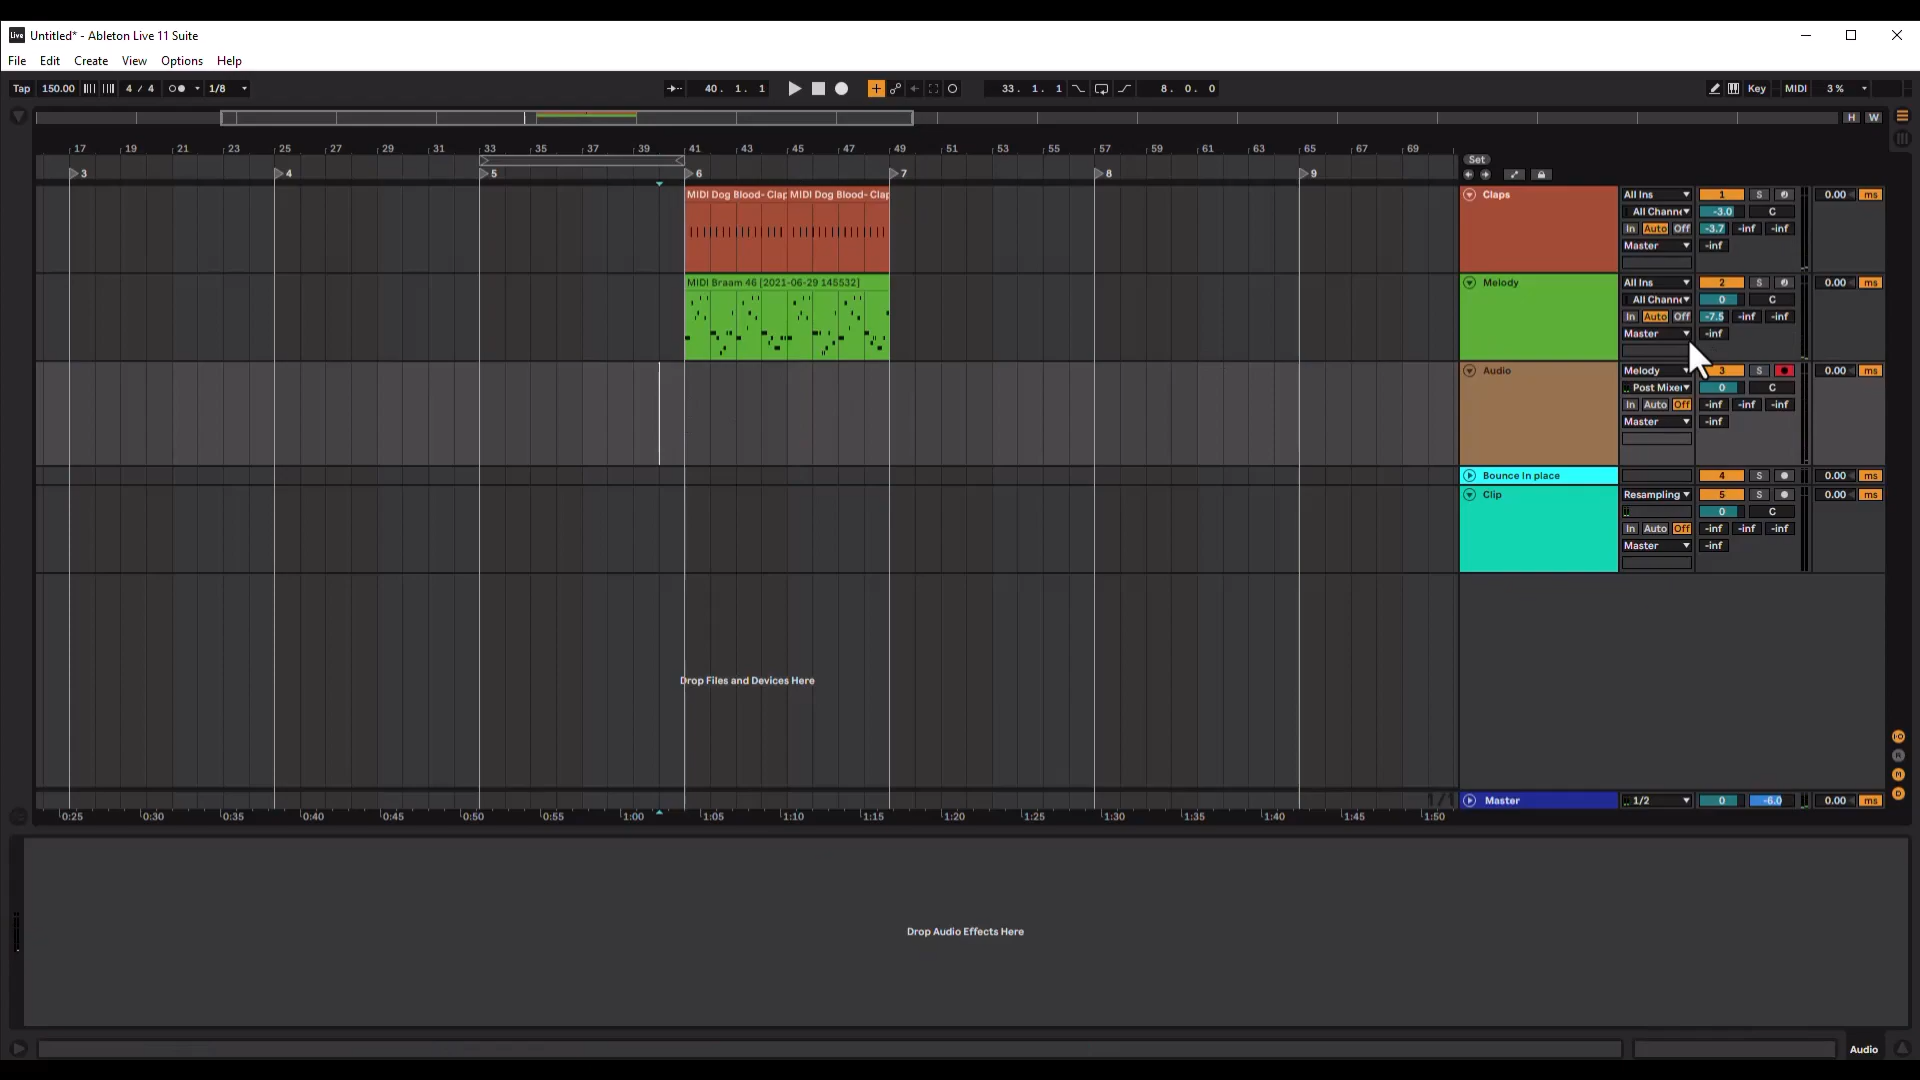 Untitled* - Ableton Live 11 Suite
File Edit Create View Options Help
Tap 150.00 4 / 4 1/8 40. 1. 1 33. 1. 1 8. 0. 0 Key MIDI 3 %
H W
17 19 21 23 25 27 29 31 33 35 37 39 41 43 45 47 49 51 53 55 57 59 61 63 65 67 69
Set
3 4 5 6 7 8 9
MIDI Dog Blood- Clap MIDI Dog Blood- Clap
Claps All Ins 1 S 0.00 ms
All Channe -3.0 C
In Auto Off -3.7 -inf -inf
Master -inf
MIDI Braam 46 [2021-06-29 145532]
Melody All Ins 2 S 0.00 ms
All Channe 0 C
In Auto Off -7.5 -inf -inf
Master -inf
Audio Melody 3 S 0.00 ms
Post Mixer 0 C
In Auto Off -inf -inf -inf
Master -inf
Bounce In place 4 S 0.00 ms
Clip Resampling 5 S 0.00 ms
0 C
In Auto Off -inf -inf -inf
Master -inf
Drop Files and Devices Here
1/1
Master 1/2 0 -6.0 0.00 ms
0:25 0:30 0:35 0:40 0:45 0:50 0:55 1:00 1:05 1:10 1:15 1:20 1:25 1:30 1:35 1:40 1:45 1:50
Drop Audio Effects Here
Audio